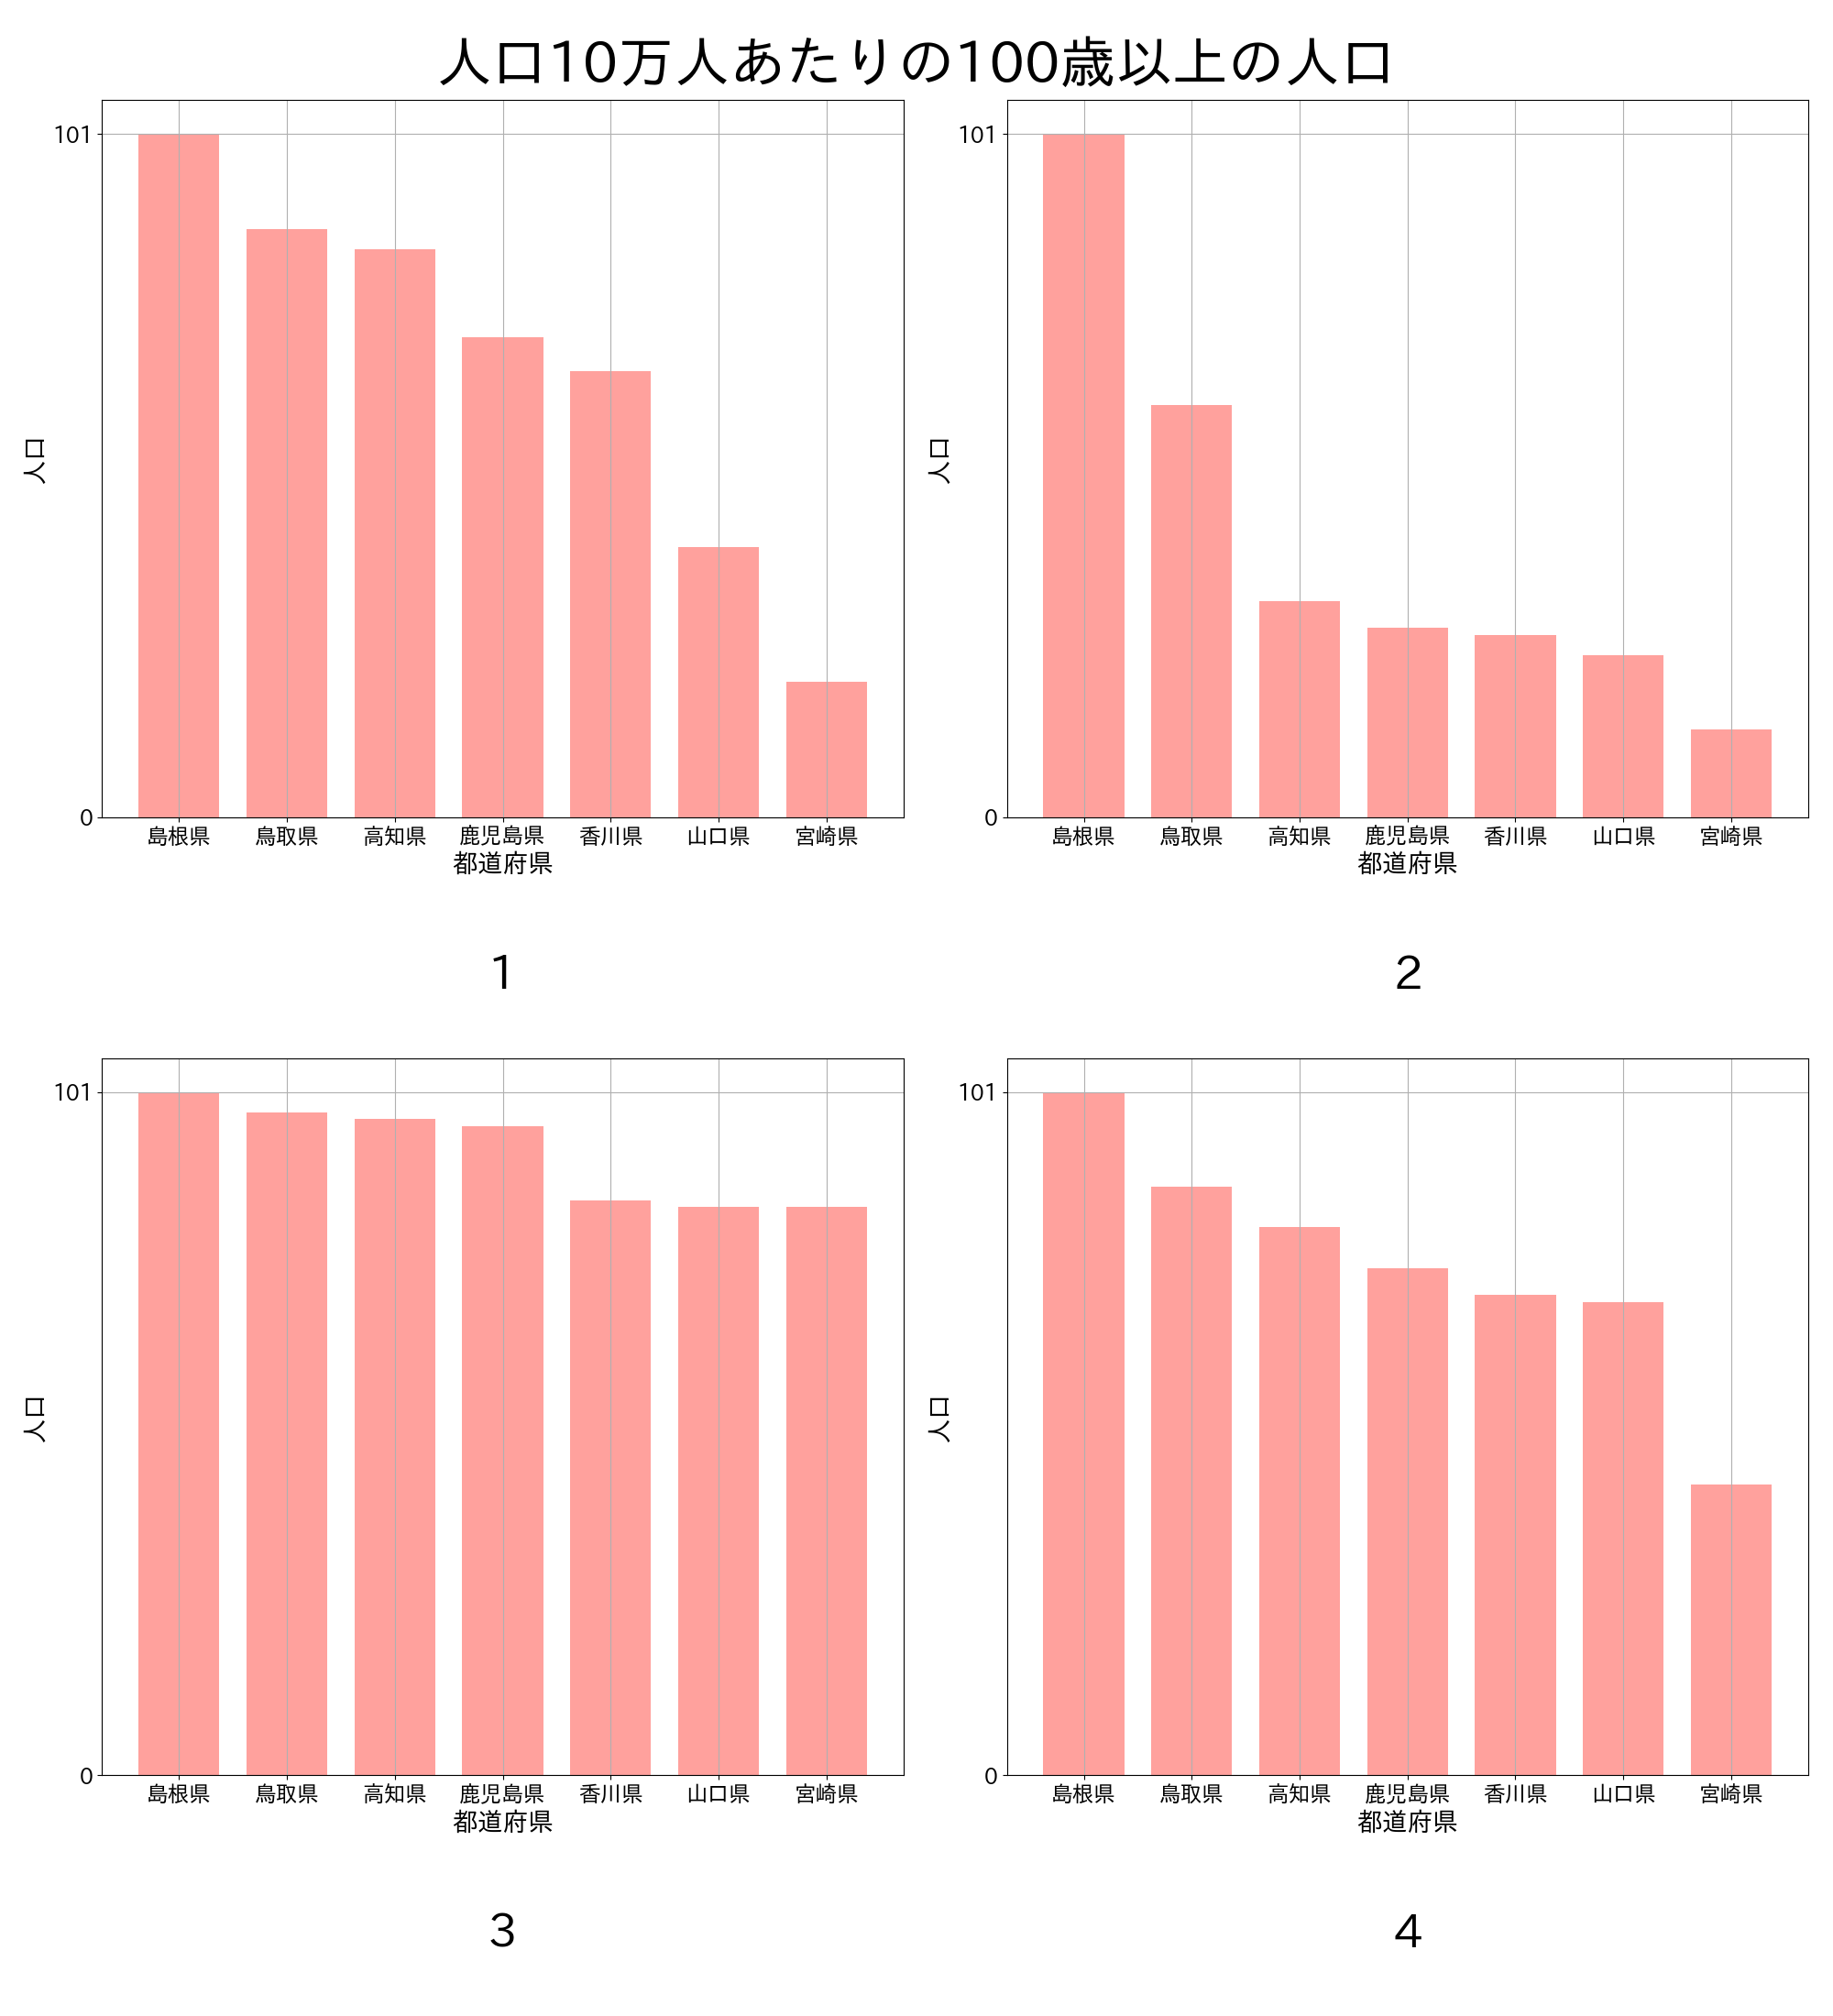 人口10万人あたりの100歳以上の人口
101
0
人口
島根県 鳥取県 高知県 鹿児島県 香川県 山口県 宮崎県
都道府県
1
101
0
人口
島根県 鳥取県 高知県 鹿児島県 香川県 山口県 宮崎県
都道府県
2
101
0
人口
島根県 鳥取県 高知県 鹿児島県 香川県 山口県 宮崎県
都道府県
3
101
0
人口
島根県 鳥取県 高知県 鹿児島県 香川県 山口県 宮崎県
都道府県
4